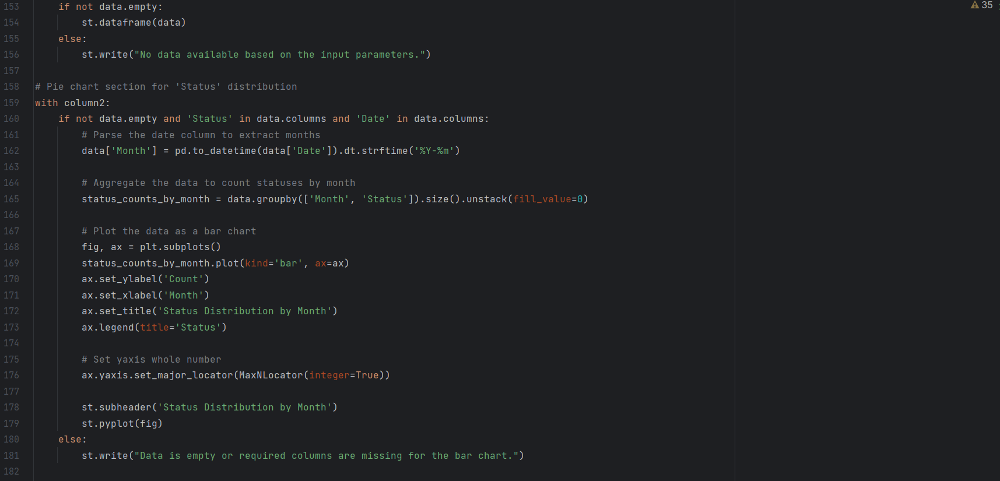 35
153     if not data.empty:
154         st.dataframe(data)
155     else:
156         st.write("No data available based on the input parameters.")
157
158 # Pie chart section for 'Status' distribution
159 with column2:
160     if not data.empty and 'Status' in data.columns and 'Date' in data.columns:
161         # Parse the date column to extract months
162         data['Month'] = pd.to_datetime(data['Date']).dt.strftime('%Y-%m')
163
164         # Aggregate the data to count statuses by month
165         status_counts_by_month = data.groupby(['Month', 'Status']).size().unstack(fill_value=0)
166
167         # Plot the data as a bar chart
168         fig, ax = plt.subplots()
169         status_counts_by_month.plot(kind='bar', ax=ax)
170         ax.set_ylabel('Count')
171         ax.set_xlabel('Month')
172         ax.set_title('Status Distribution by Month')
173         ax.legend(title='Status')
174
175         # Set yaxis whole number
176         ax.yaxis.set_major_locator(MaxNLocator(integer=True))
177
178         st.subheader('Status Distribution by Month')
179         st.pyplot(fig)
180     else:
181         st.write("Data is empty or required columns are missing for the bar chart.")
182